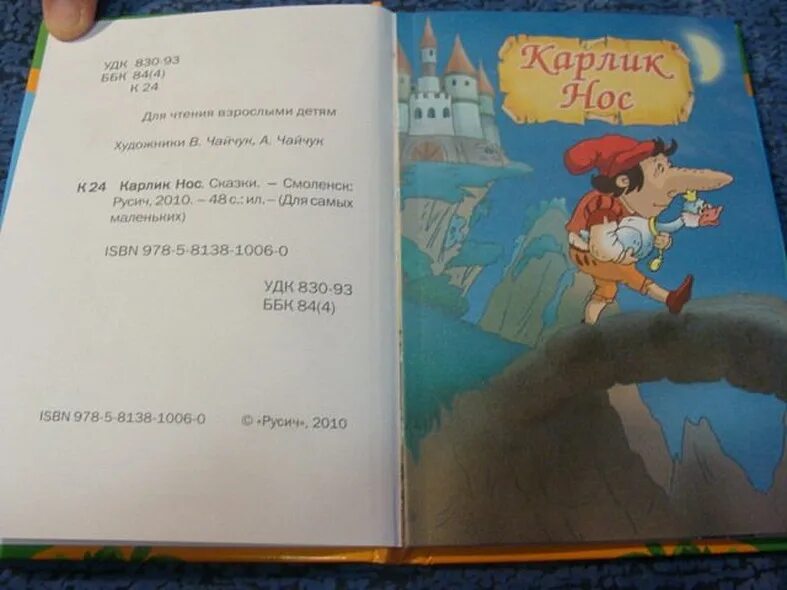 УДК 830-93
ББК 84(4)
К 24
Для чтения взрослыми детям
Художники В. Чайчук, А. Чайчук
К 24 Карлик Нос. Сказки. — Смоленск:
Русич, 2010. – 48 с.: ил. – (Для самых
маленьких)
ISBN 978-5-8138-1006-0
УДК 830-93
ББК 84(4)
ISBN 978-5-8138-1006-0 © «Русич», 2010
Карлик
Нос